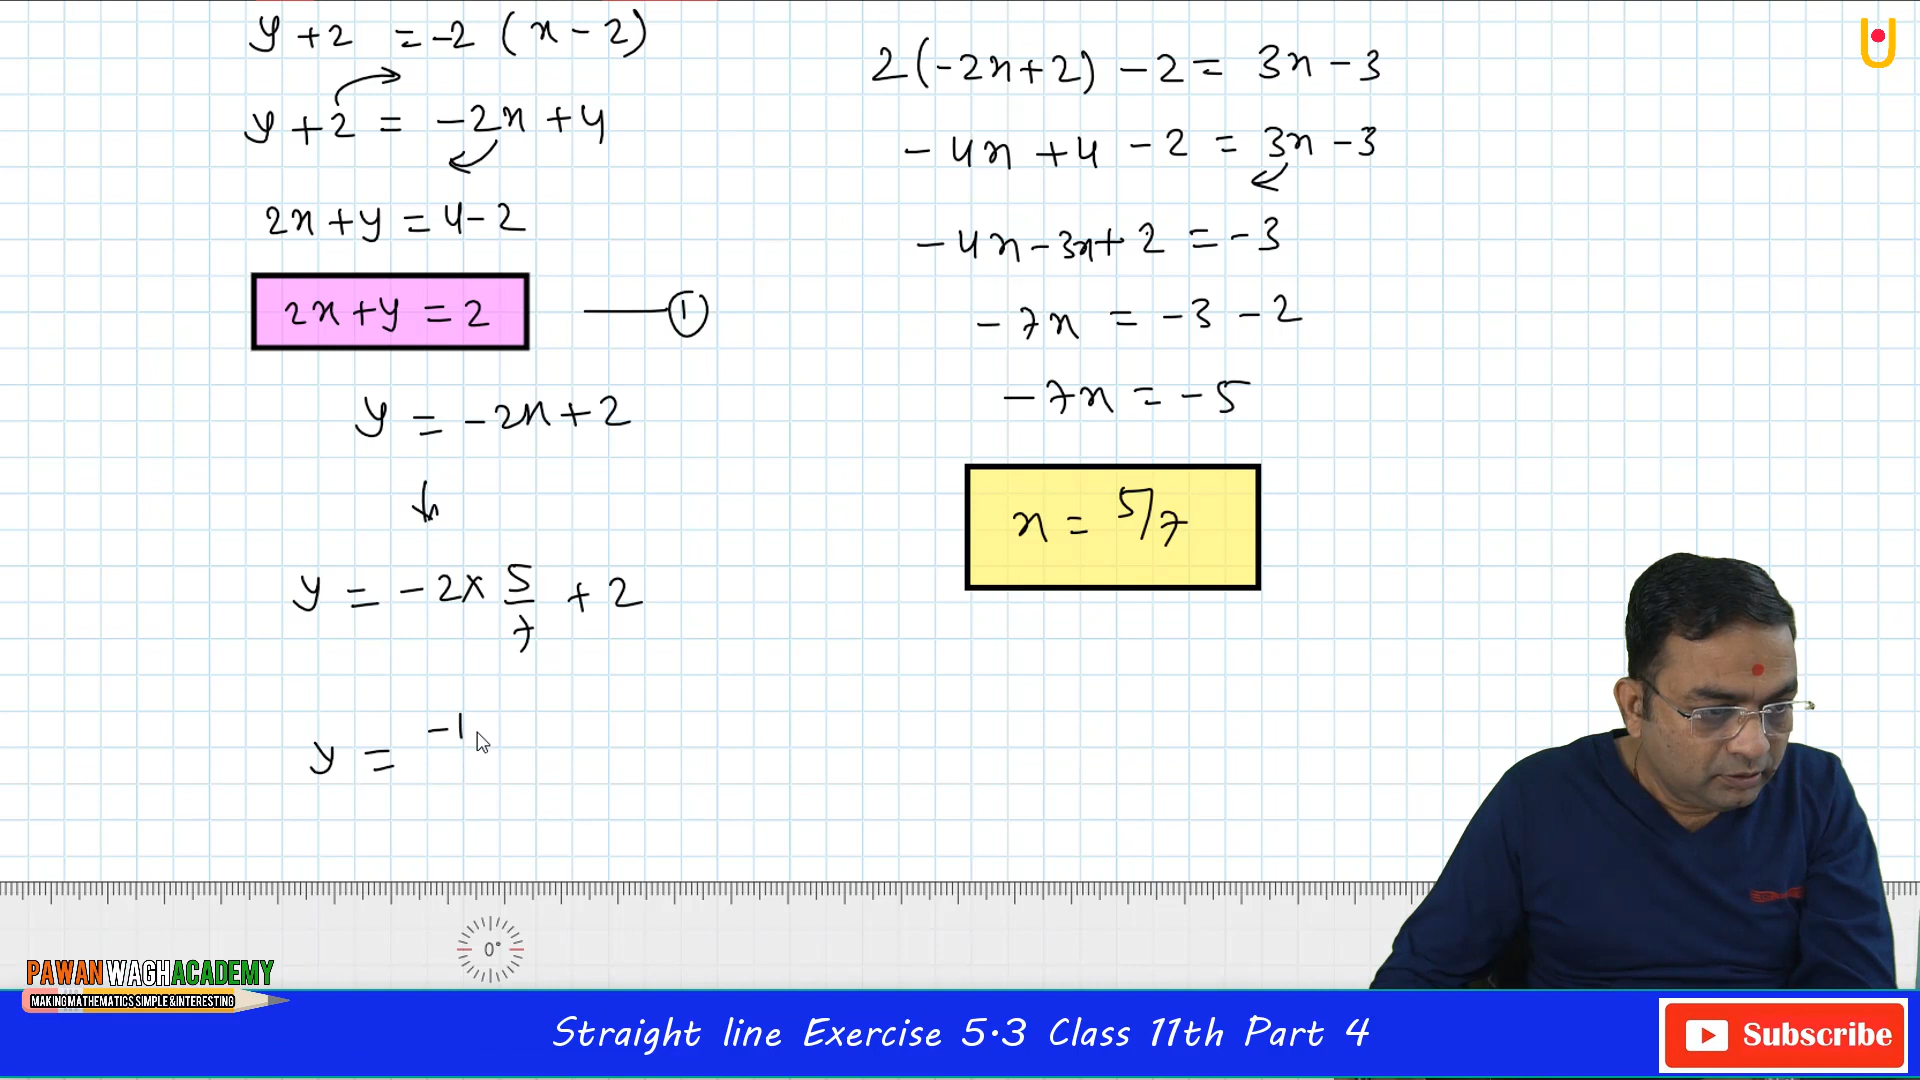 y + 2 = -2 (x - 2)
y + 2 = -2x + 4
2x + y = 4 - 2
2x + y = 2 ——— ①
y = -2x + 2
y = -2 × 5/7 + 2
y = -1
2(-2x + 2) - 2 = 3x - 3
-4x + 4 - 2 = 3x - 3
-4x - 3x + 2 = -3
-7x = -3 - 2
-7x = -5
x = 5/7
0°
PAWAN WAGH ACADEMY
MAKING MATHEMATICS SIMPLE & INTERESTING
Straight line Exercise 5.3 Class 11th Part 4
Subscribe